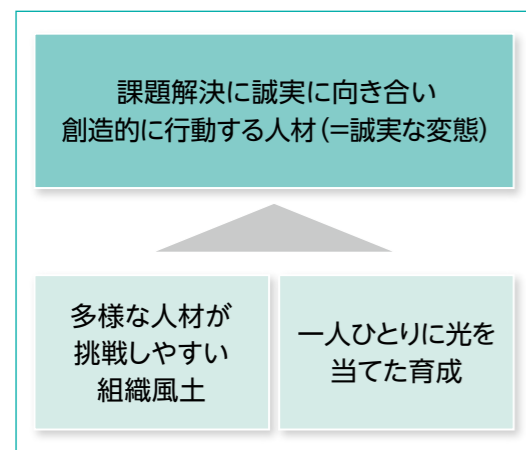 課題解決に誠実に向き合い
創造的に行動する人材(=誠実な変態)
多様な人材が
挑戦しやすい
組織風土
一人ひとりに光を
当てた育成